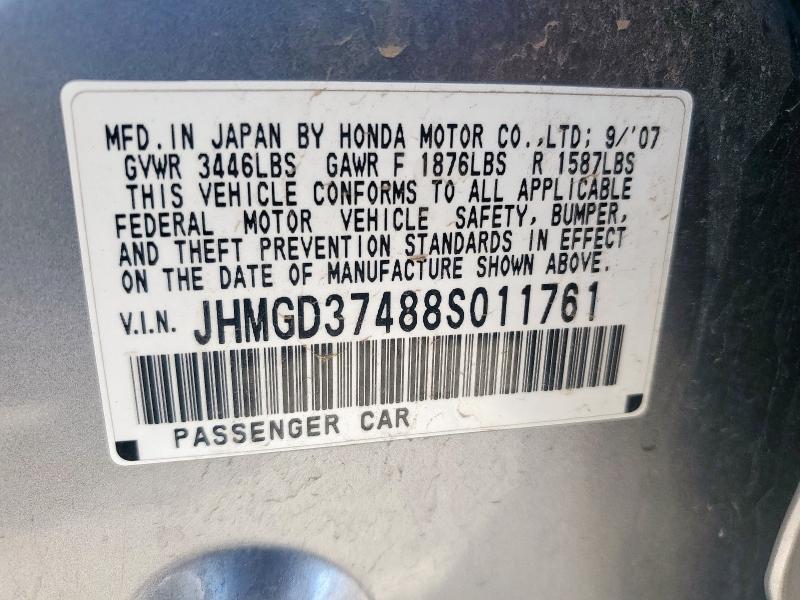 MFD.IN JAPAN BY HONDA MOTOR CO.,LTD; 9/'07
GVWR 3446LBS GAWR F 1876LBS R 1587LBS
THIS VEHICLE CONFORMS TO ALL APPLICABLE
FEDERAL MOTOR VEHICLE SAFETY, BUMPER,
AND THEFT PREVENTION STANDARDS IN EFFECT
ON THE DATE OF MANUFACTURE SHOWN ABOVE.
V.I.N. JHMGD37488S011761
PASSENGER CAR